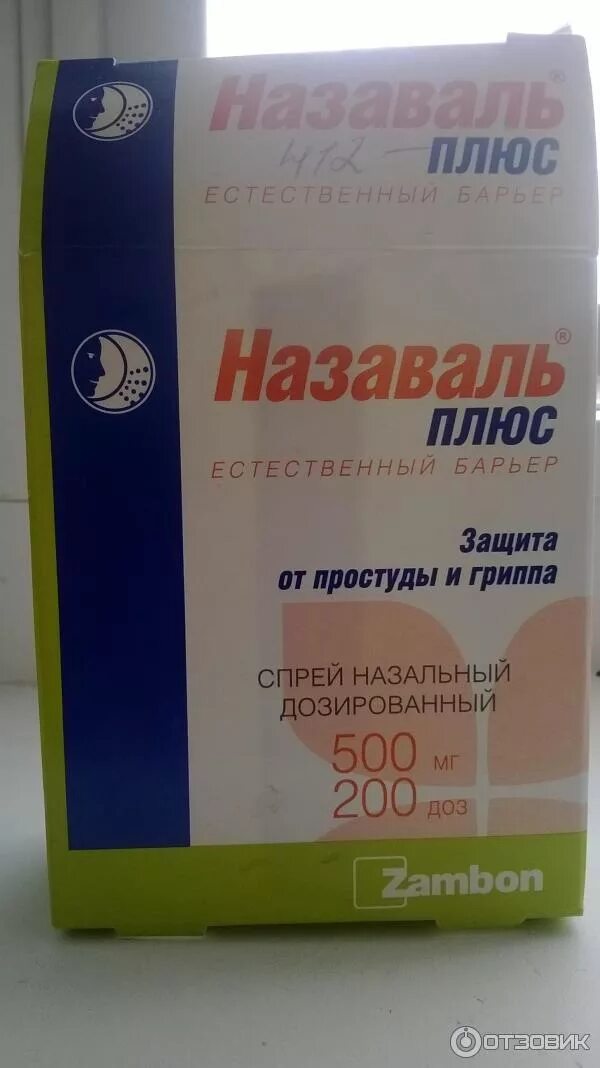 Назаваль®
412 —
ПЛЮС
ЕСТЕСТВЕННЫЙ БАРЬЕР
Назаваль®
ПЛЮС
ЕСТЕСТВЕННЫЙ БАРЬЕР
Защита
от простуды и гриппа
СПРЕЙ НАЗАЛЬНЫЙ
ДОЗИРОВАННЫЙ
500 мг
200 доз
Zambon
ОТЗОВИК